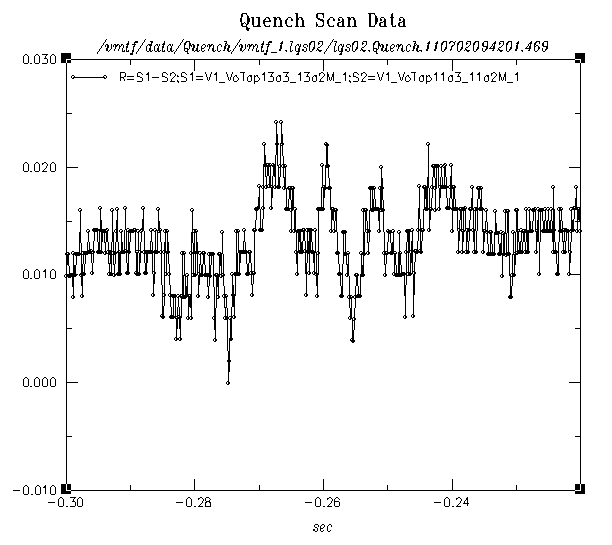 Quench Scan Data
/vmtf/data/Quench/vmtf_1.lqs02/lqs02.Quench.110702094201.469
R=S1-S2;S1=V1_VoTap13a3_13a2M_1;S2=V1_VoTap11a3_11a2M_1
0.030
0.020
0.010
0.000
-0.010
-0.30 -0.28 -0.26 -0.24
sec